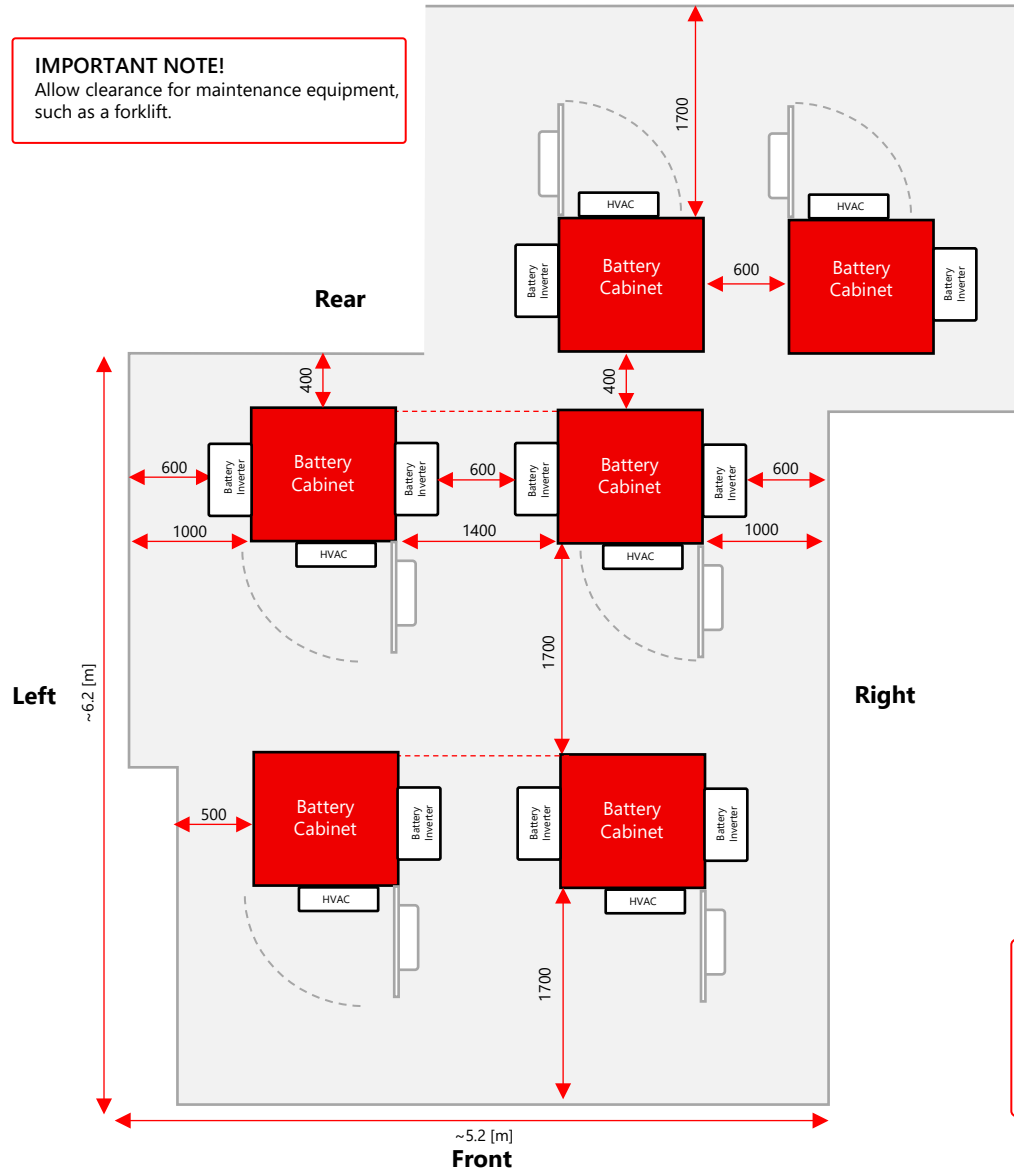 IMPORTANT NOTE!
Allow clearance for maintenance equipment,
such as a forklift.
1700
HVAC
HVAC
Battery
Inverter
Battery
Cabinet
600
Battery
Cabinet
Battery
Inverter
Rear
400
400
600
Battery
Inverter
Battery
Cabinet
Battery
Inverter
600
Battery
Inverter
Battery
Cabinet
Battery
Inverter
600
1000
1400
1000
HVAC
HVAC
1700
Left
~6.2 [m]
Right
500
Battery
Cabinet
Battery
Inverter
Battery
Inverter
Battery
Cabinet
Battery
Inverter
HVAC
HVAC
1700
~5.2 [m]
Front